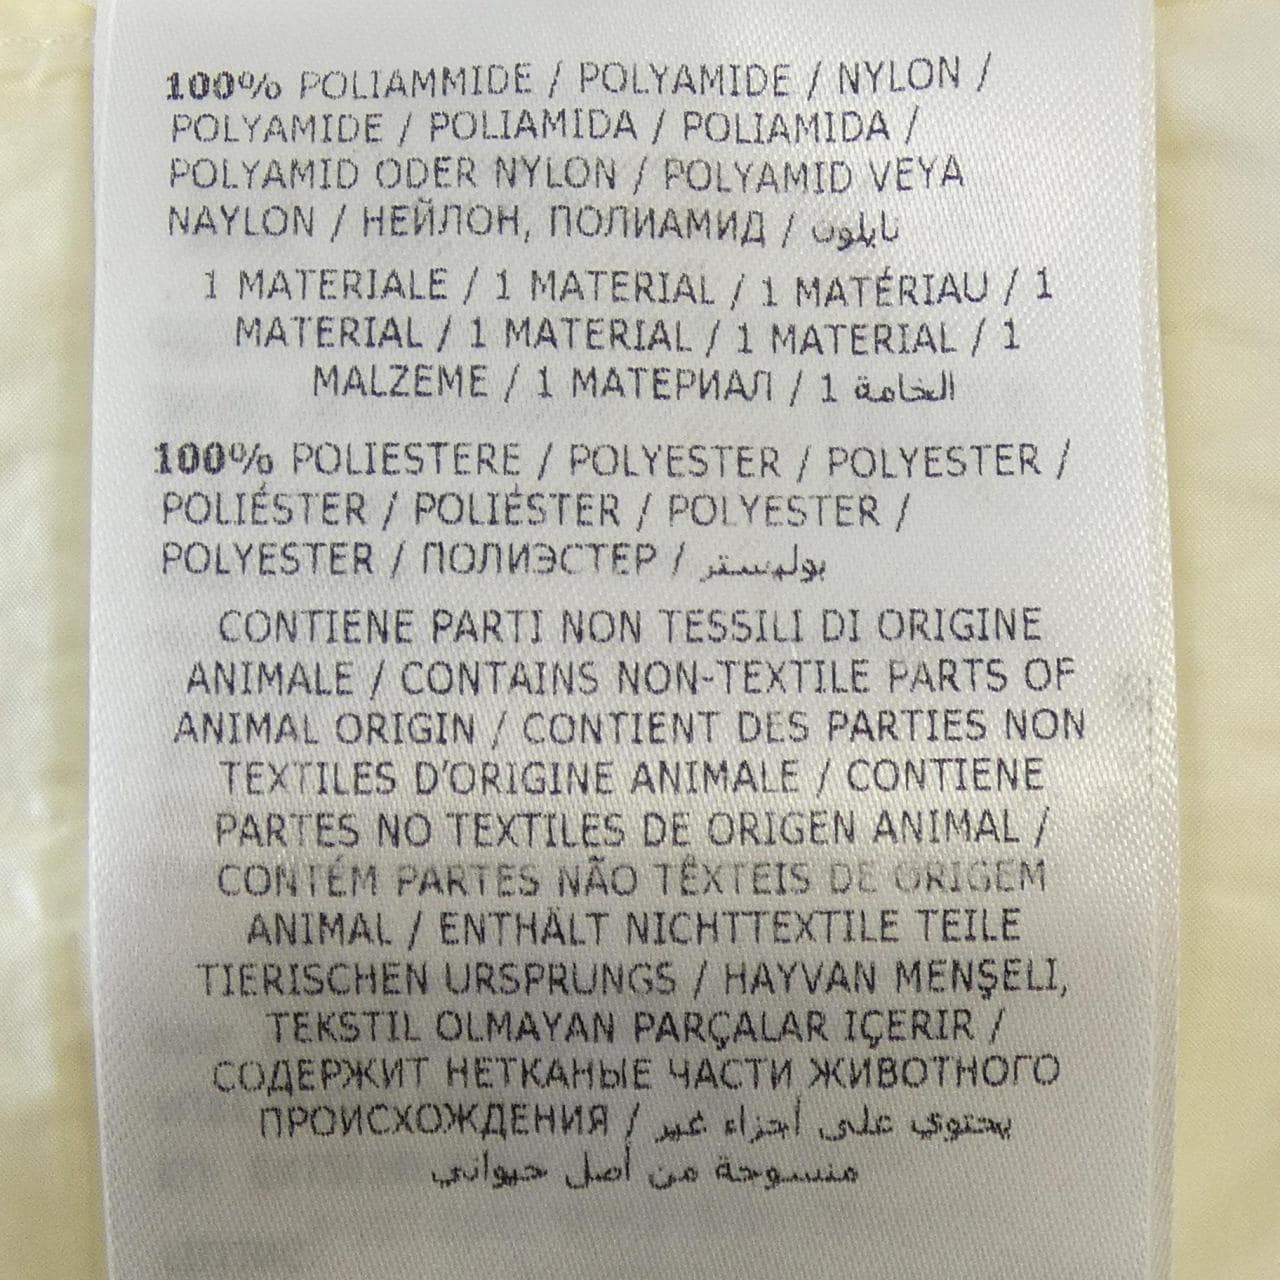 100% POLIAMMIDE / POLYAMIDE / NYLON /
POLYAMIDE / POLIAMIDA / POLIAMIDA /
POLYAMID ODER NYLON / POLYAMID VEYA
NAYLON / НЕЙЛОН, ПОЛИАМИД / نايلون
1 MATERIALE / 1 MATERIAL / 1 MATÉRIAU / 1
MATERIAL / 1 MATERIAL / 1 MATERIAL / 1
MALZEME / 1 МАТЕРИАЛ / 1 الخامة
100% POLIESTERE / POLYESTER / POLYESTER /
POLIÉSTER / POLIÉSTER / POLYESTER /
POLYESTER / ПОЛИЭСТЕР / بوليستر
CONTIENE PARTI NON TESSILI DI ORIGINE
ANIMALE / CONTAINS NON-TEXTILE PARTS OF
ANIMAL ORIGIN / CONTIENT DES PARTIES NON
TEXTILES D'ORIGINE ANIMALE / CONTIENE
PARTES NO TEXTILES DE ORIGEN ANIMAL /
CONTÉM PARTES NÃO TÊXTEIS DE ORIGEM
ANIMAL / ENTHÄLT NICHTTEXTILE TEILE
TIERISCHEN URSPRUNGS / HAYVAN MENŞELI,
TEKSTIL OLMAYAN PARÇALAR IÇERIR /
СОДЕРЖИТ НЕТКАНЫЕ ЧАСТИ ЖИВОТНОГО
ПРОИСХОЖДЕНИЯ / يحتوي على أجزاء غير
منسوجة من أصل حيواني